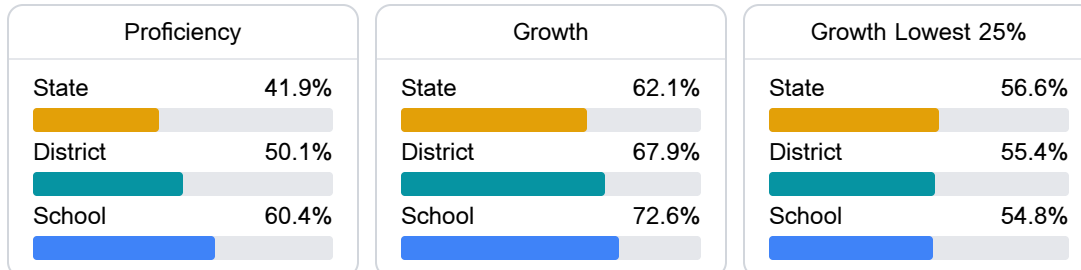 Proficiency
State 41.9%
District 50.1%
School 60.4%
Growth
State 62.1%
District 67.9%
School 72.6%
Growth Lowest 25%
State 56.6%
District 55.4%
School 54.8%